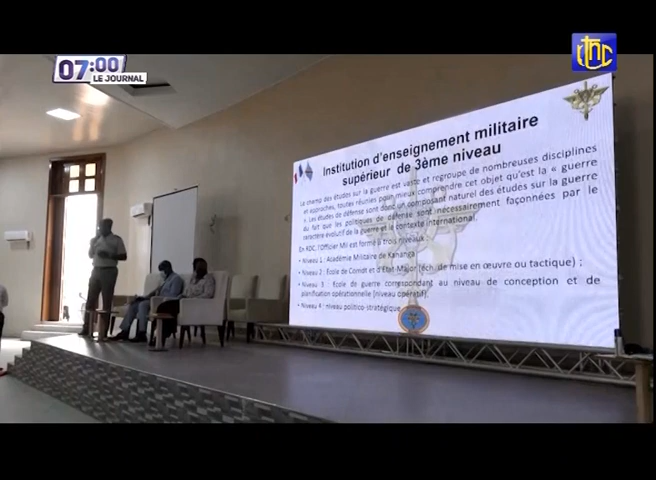 07:00
LE JOURNAL
rtnc
Institution d'enseignement militaire
supérieur de 3ème niveau
Le champ des études sur la guerre est vaste et regroupe de nombreuses disciplines
et approches, toutes réunies pour mieux comprendre cet objet qu'est la « guerre
». Les études de défense sont donc un composant naturel des études sur la guerre
du fait que les politiques de défense sont nécessairement façonnées par le
caractère évolutif de la guerre et le contexte international.
En RDC, l'Officier Mil est formé à trois niveaux
• Niveau 1 : Académie Militaire de Kananga
• Niveau 2 : École de Comdt et d'Etat-Major (éch. de mise en œuvre ou tactique) ;
• Niveau 3 : Ecole de guerre correspondant au niveau de conception et de
planification opérationnelle [niveau opératif].
• Niveau 4 : niveau politico-stratégique